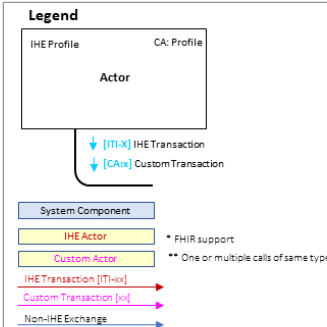 Legend
IHE Profile
CA: Profile
Actor
[ITI-X] IHE Transaction
[CA:x] Custom Transaction
System Component
IHE Actor
* FHIR support
Custom Actor
** One or multiple calls of same type
IHE Transaction [ITI-xx]
Custom Transaction [xx]
Non-IHE Exchange